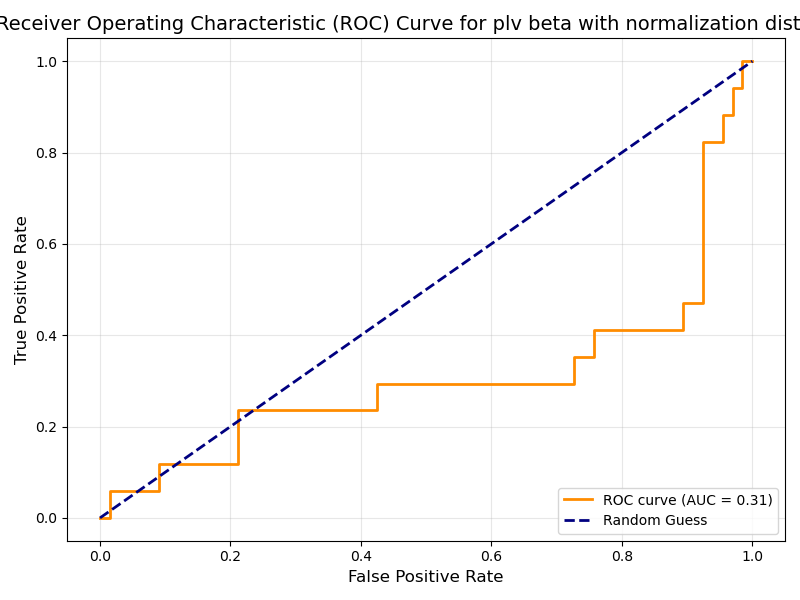 Receiver Operating Characteristic (ROC) Curve for plv beta with normalization dist
1.0
0.8
0.6
0.4
0.2
0.0
True Positive Rate
ROC curve (AUC = 0.31)
Random Guess
0.0 0.2 0.4 0.6 0.8 1.0
False Positive Rate